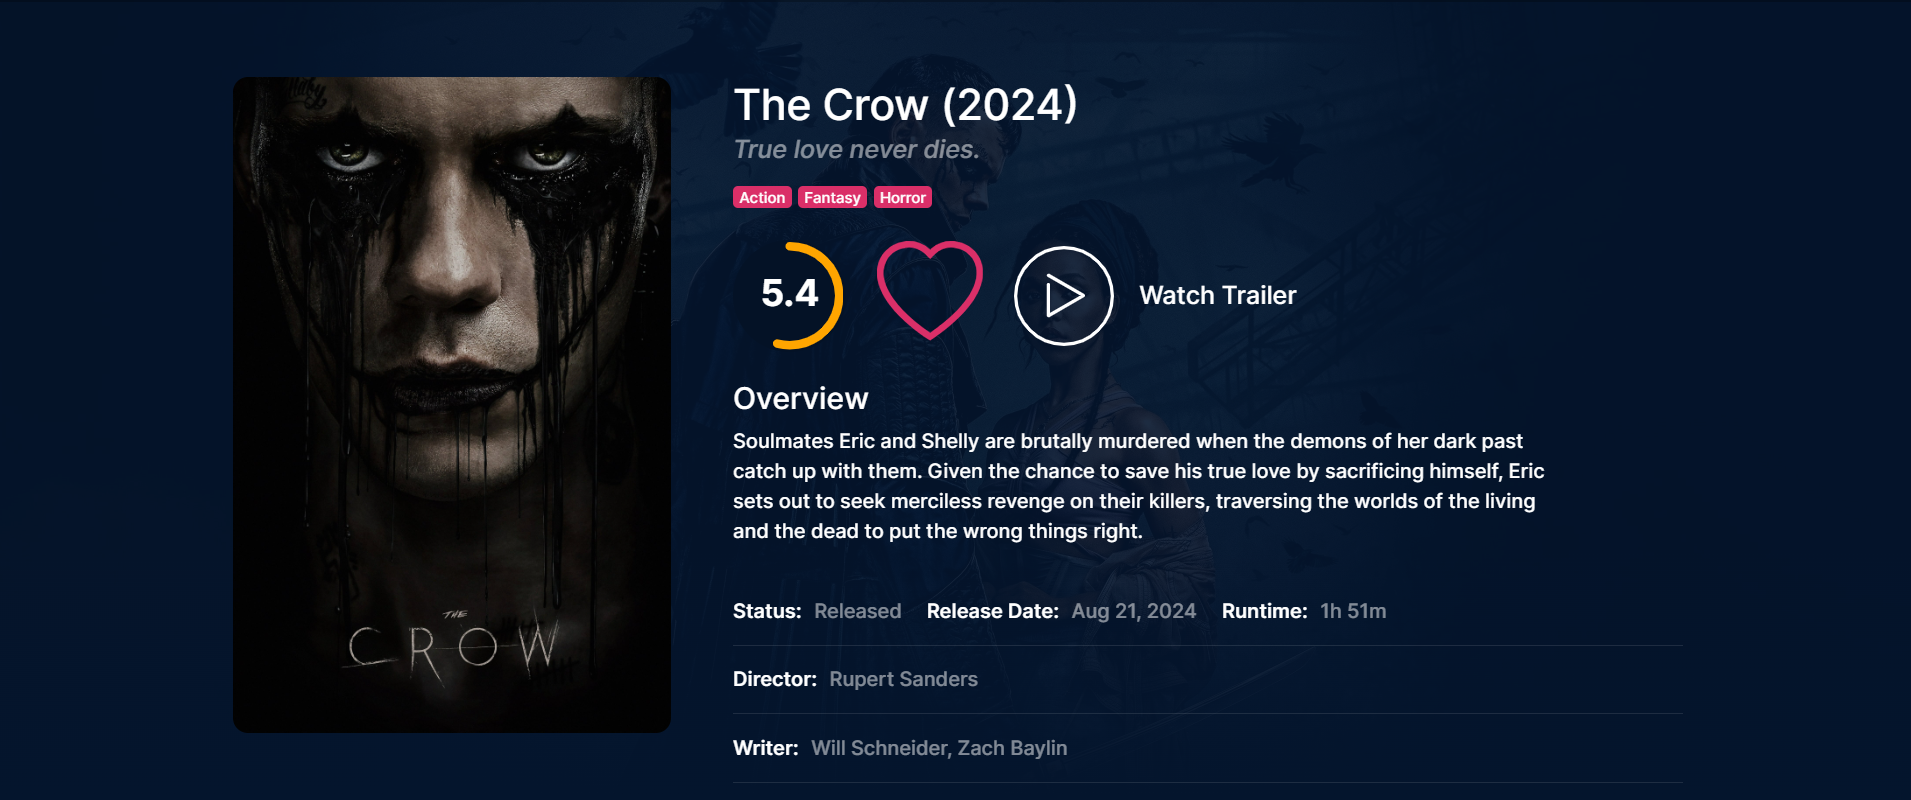 The Crow (2024)
True love never dies.
Action Fantasy Horror
5.4
Watch Trailer
Overview
Soulmates Eric and Shelly are brutally murdered when the demons of her dark past
catch up with them. Given the chance to save his true love by sacrificing himself, Eric
sets out to seek merciless revenge on their killers, traversing the worlds of the living
and the dead to put the wrong things right.
Status: Released Release Date: Aug 21, 2024 Runtime: 1h 51m
Director: Rupert Sanders
Writer: Will Schneider, Zach Baylin
THE
CROW